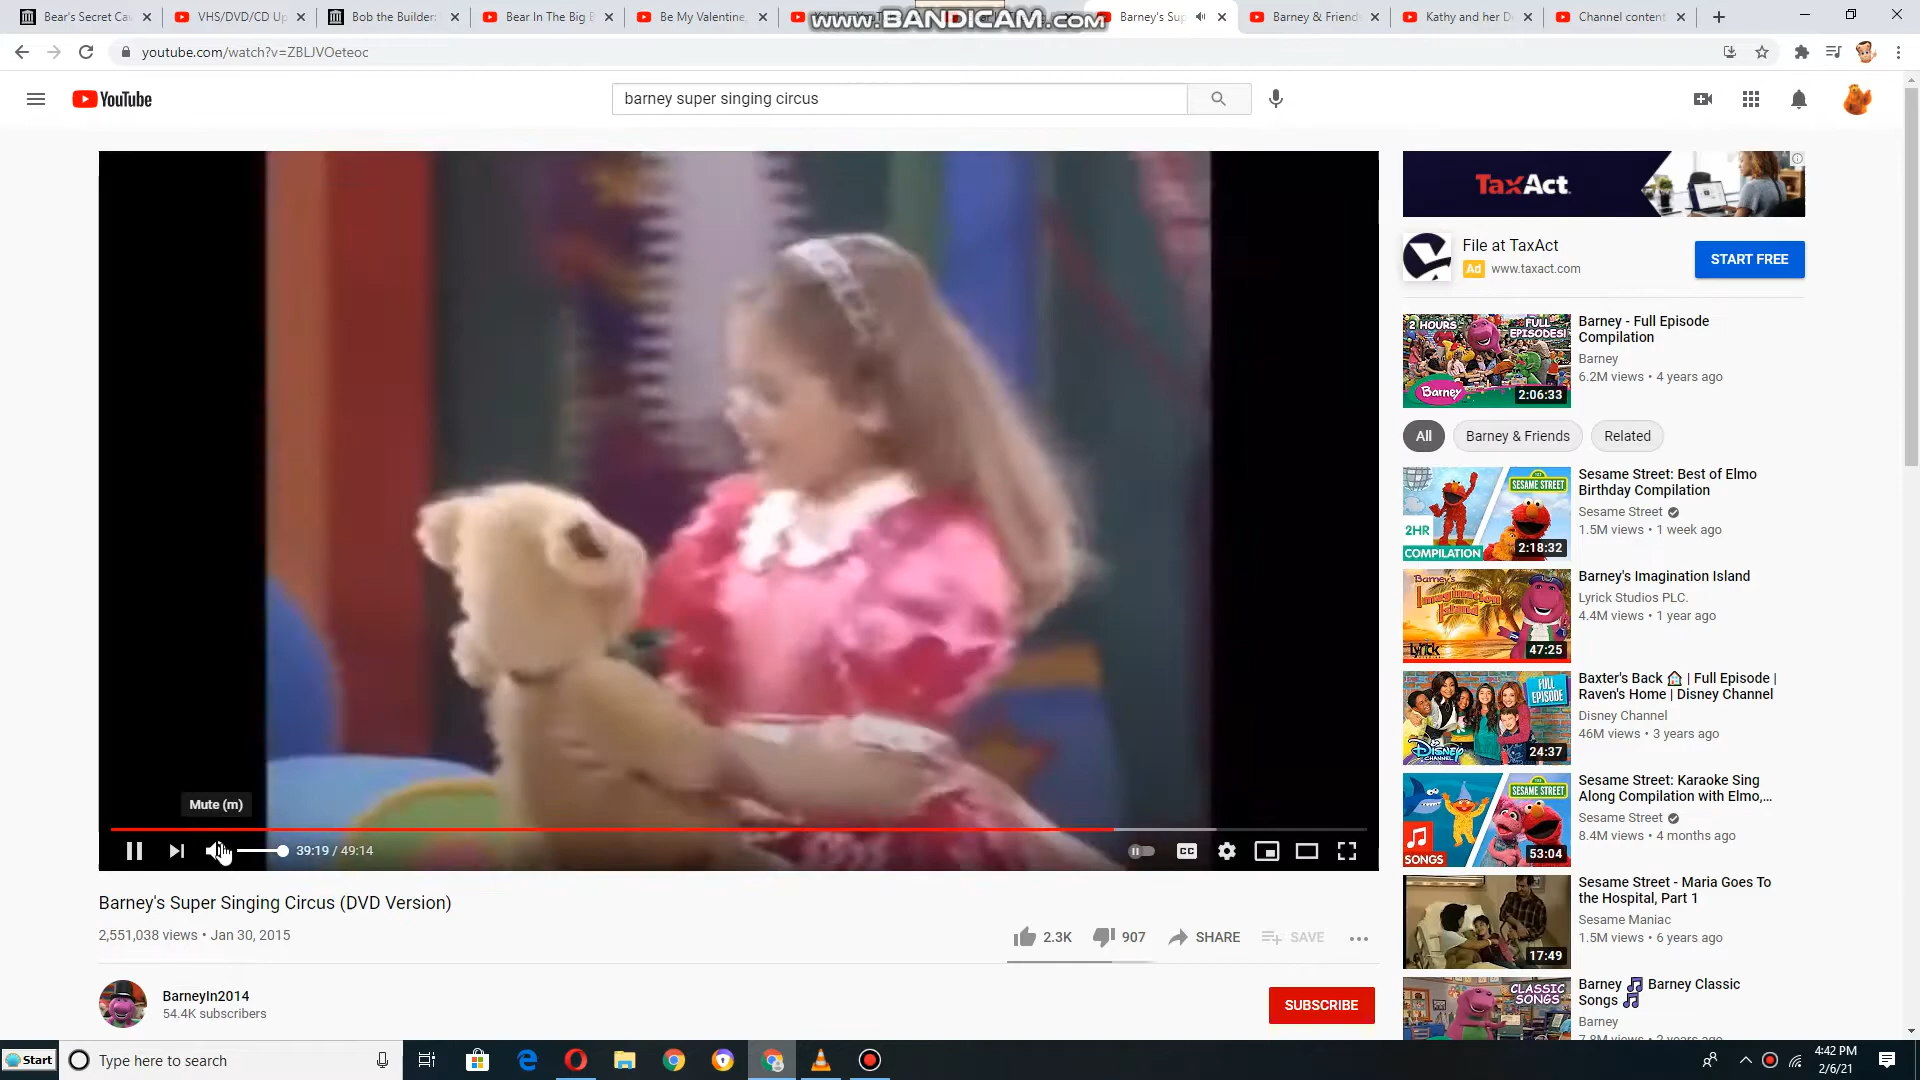 Bear's Secret Cav
VHS/DVD/CD Up
Bob the Builder:
Bear In The Big B
Be My Valentine,
www.BANDICAM.com
Barney's Sup
Barney & Friends
Kathy and her D
Channel content
youtube.com/watch?v=ZBLJVOeteoc
YouTube
barney super singing circus
TaxAct
File at TaxAct
Ad www.taxact.com
START FREE
2 HOURS FULL EPISODES!
Barney
2:06:33
Barney - Full Episode
Compilation
Barney
6.2M views • 4 years ago
All
Barney & Friends
Related
SESAME STREET
2HR
COMPILATION
2:18:32
Sesame Street: Best of Elmo
Birthday Compilation
Sesame Street
1.5M views • 1 week ago
Barney's
Imagination
Island
Lyrick
47:25
Barney's Imagination Island
Lyrick Studios PLC.
4.4M views • 1 year ago
FULL
EPISODE
Disney
CHANNEL
24:37
Baxter's Back 🏠 | Full Episode |
Raven's Home | Disney Channel
Disney Channel
46M views • 3 years ago
SESAME STREET
SONGS
53:04
Sesame Street: Karaoke Sing
Along Compilation with Elmo,...
Sesame Street
8.4M views • 4 months ago
17:49
Sesame Street - Maria Goes To
the Hospital, Part 1
Sesame Maniac
1.5M views • 6 years ago
CLASSIC
SONGS
Barney 🎵 Barney Classic
Songs 🎵
Barney
Mute (m)
39:19 / 49:14
CC
Barney's Super Singing Circus (DVD Version)
2,551,038 views • Jan 30, 2015
2.3K
907
SHARE
SAVE
BarneyIn2014
54.4K subscribers
SUBSCRIBE
Start
Type here to search
4:42 PM
2/6/21